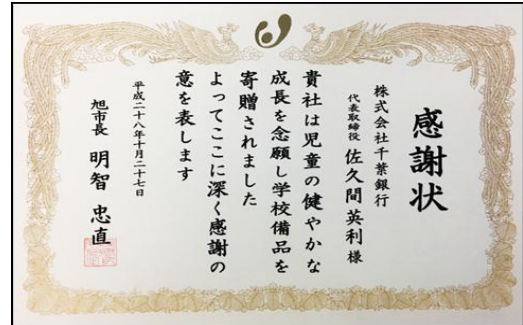 感謝状
株式会社千葉銀行
代表取締役 佐久間英利様
貴社は児童の健やかな
成長を念願し学校備品を
寄贈されました
よってここに深く感謝の
意を表します
平成二十八年十月二十七日
旭市長 明智忠直